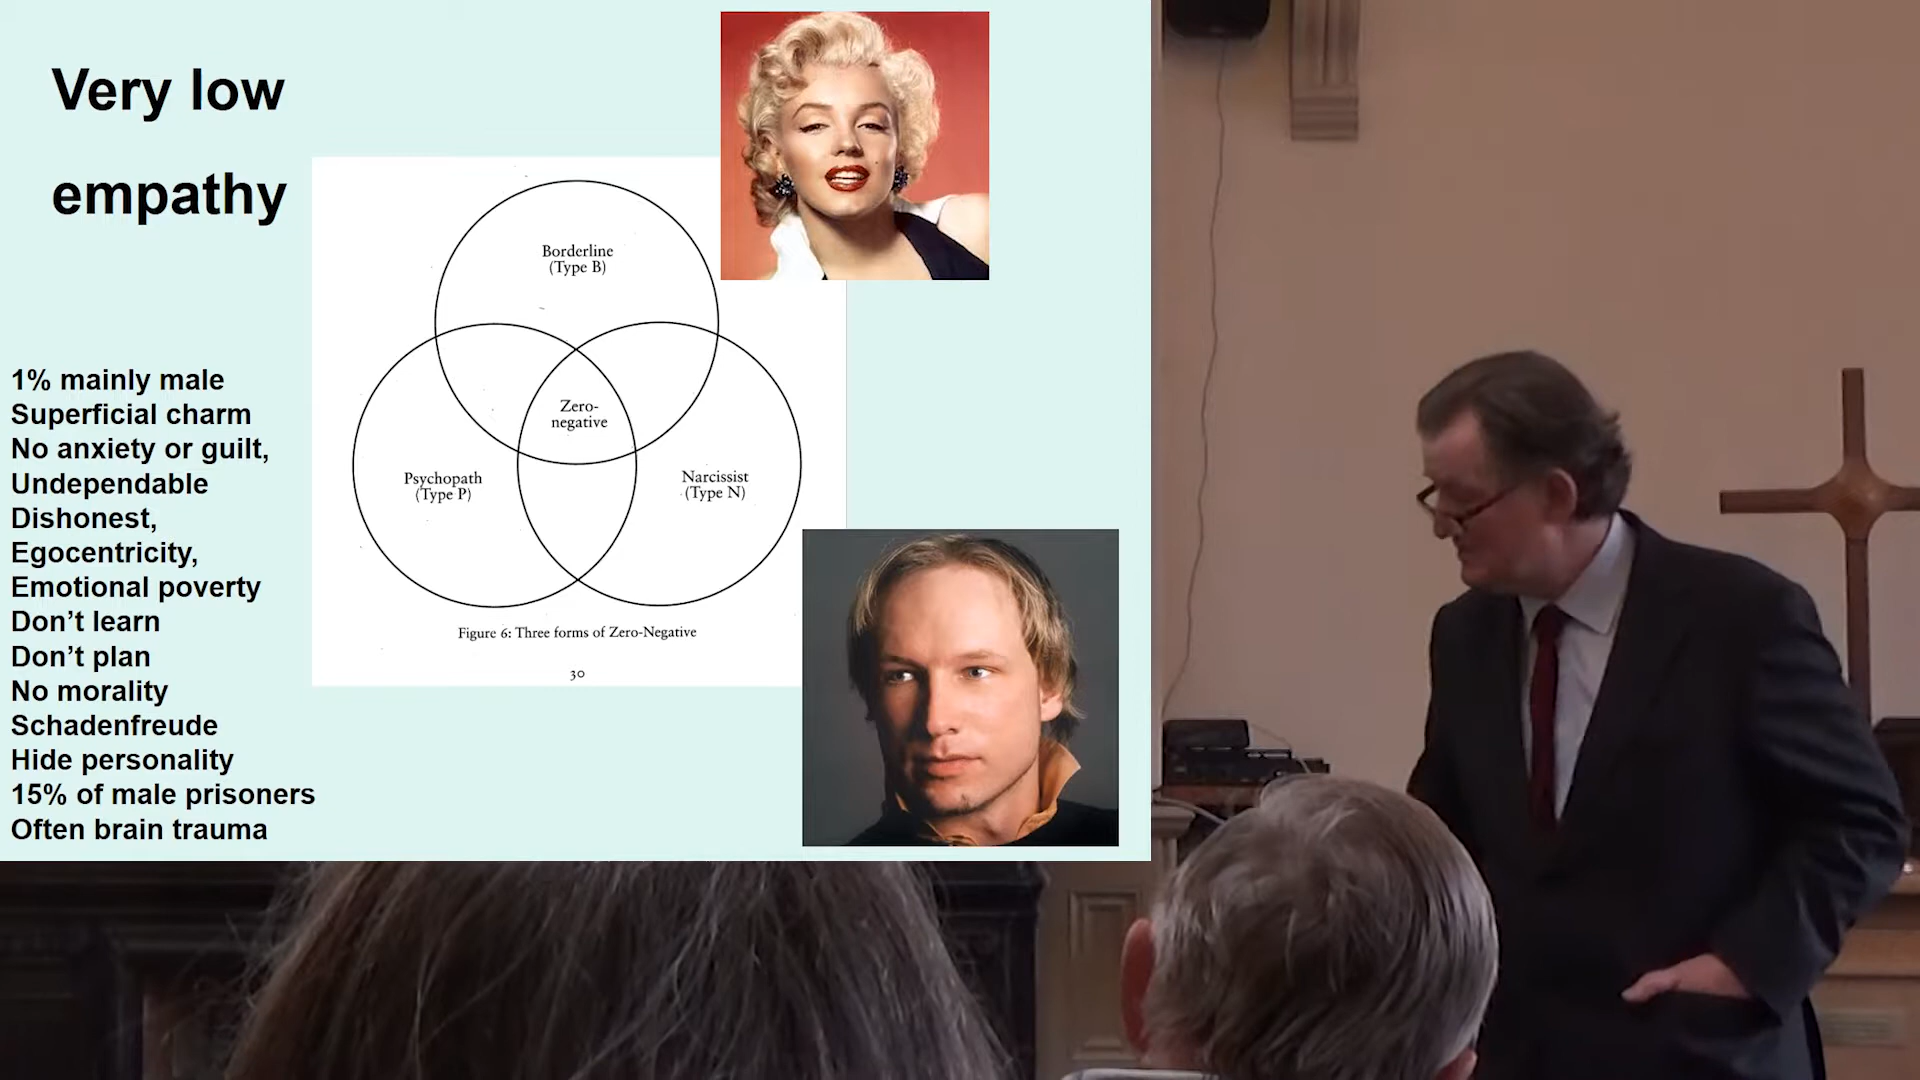 Very low
empathy
1% mainly male
Superficial charm
No anxiety or guilt,
Undependable
Dishonest,
Egocentricity,
Emotional poverty
Don’t learn
Don’t plan
No morality
Schadenfreude
Hide personality
15% of male prisoners
Often brain trauma
Borderline
(Type B)
Zero-
negative
Psychopath
(Type P)
Narcissist
(Type N)
Figure 6: Three forms of Zero-Negative
30